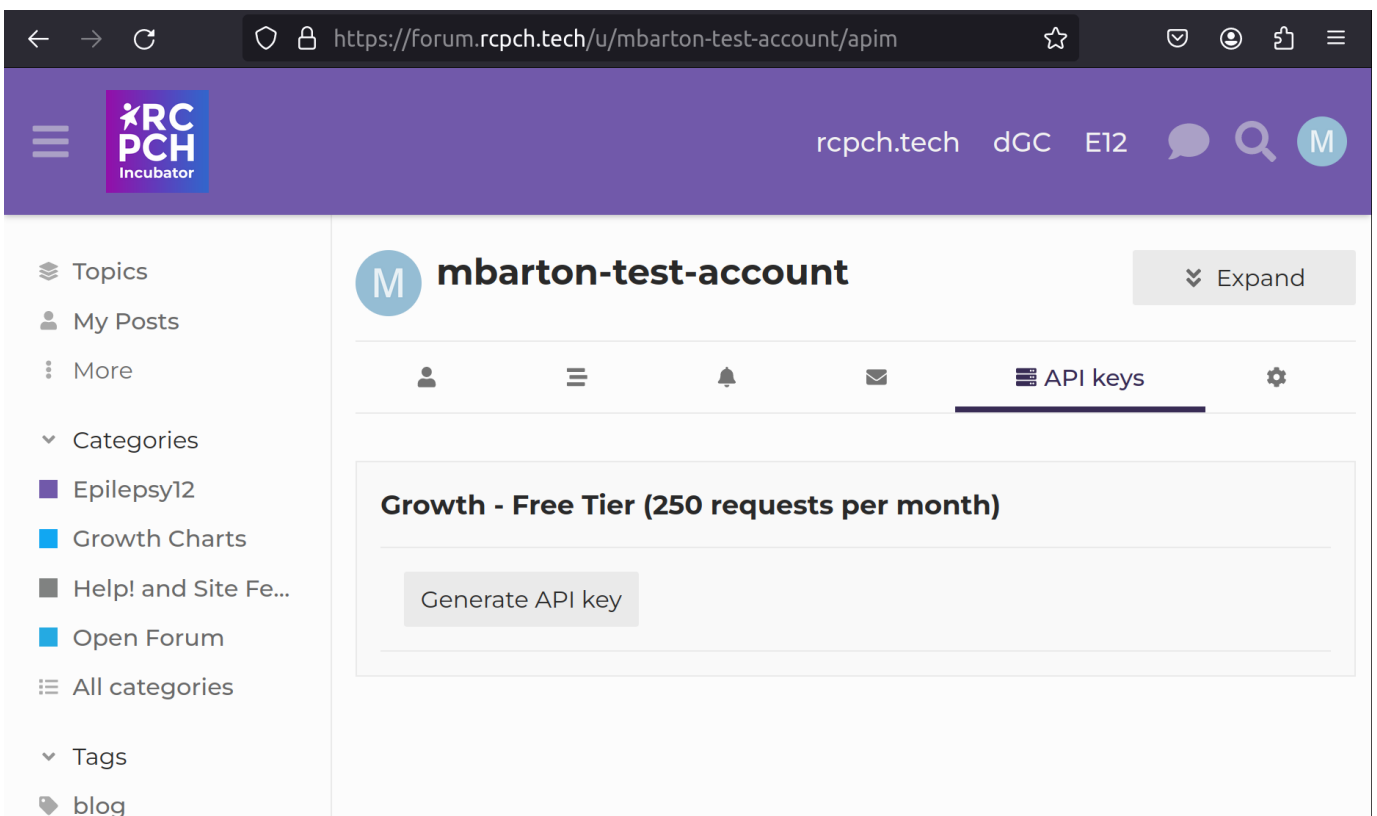 https://forum.rcpch.tech/u/mbarton-test-account/apim
RC
PCH
Incubator
rcpch.tech dGC E12 M
Topics
My Posts
More
Categories
Epilepsy12
Growth Charts
Help! and Site Fe...
Open Forum
All categories
Tags
blog
M mbarton-test-account
Expand
API keys
Growth - Free Tier (250 requests per month)
Generate API key